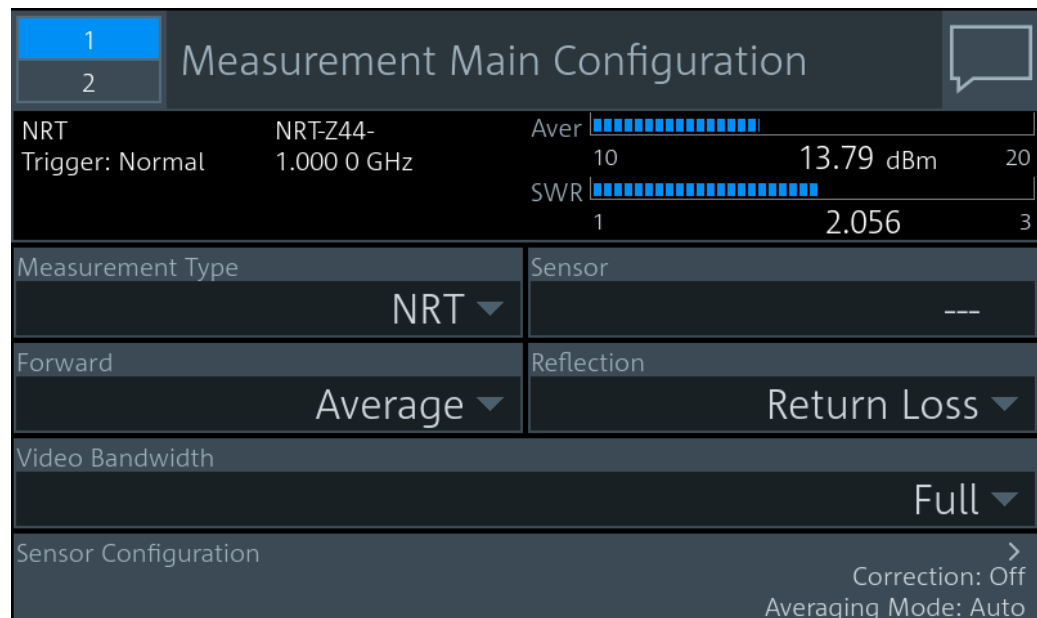 1
2
Measurement Main Configuration
NRT NRT-Z44- Aver
Trigger: Normal 1.000 0 GHz 10 13.79 dBm 20
SWR
1 2.056 3
Measurement Type Sensor
NRT ---
Forward Reflection
Average Return Loss
Video Bandwidth
Full
Sensor Configuration >
Correction: Off
Averaging Mode: Auto